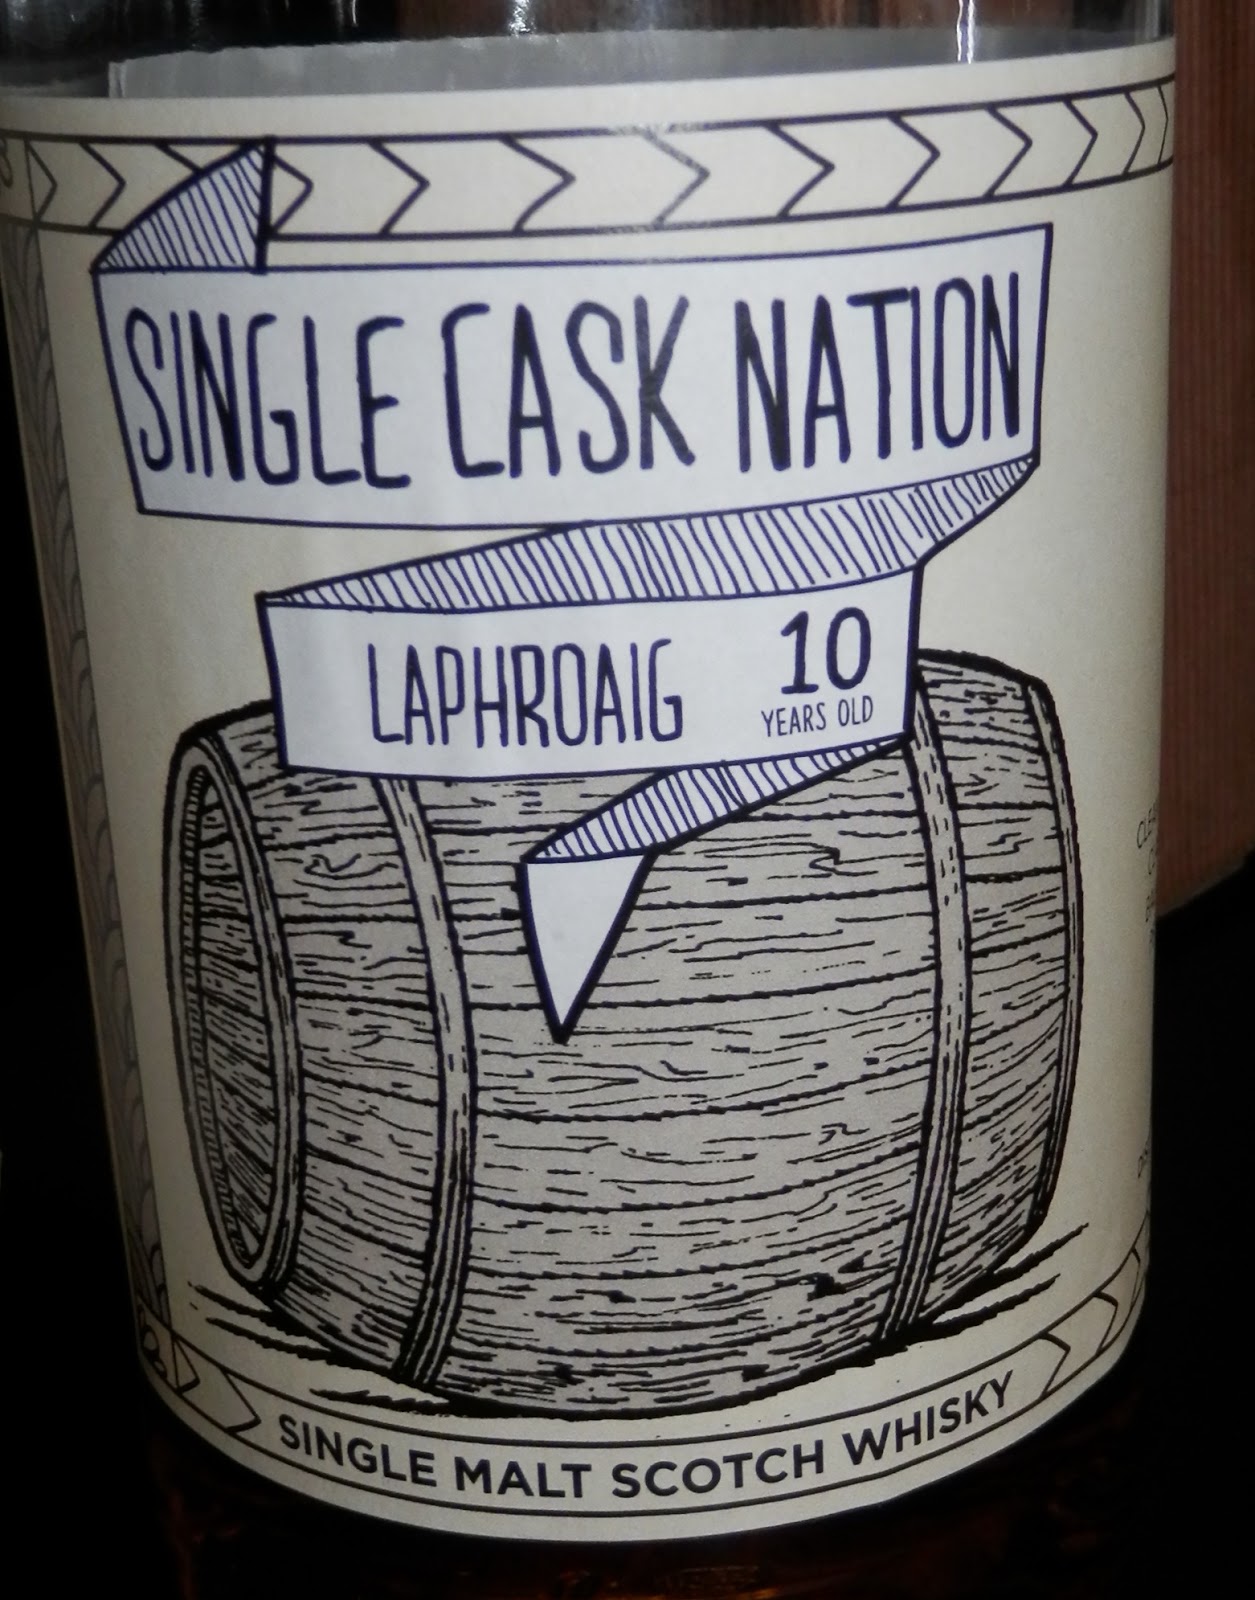 SINGLE CASK NATION
LAPHROAIG
10
YEARS OLD
SINGLE MALT SCOTCH WHISKY